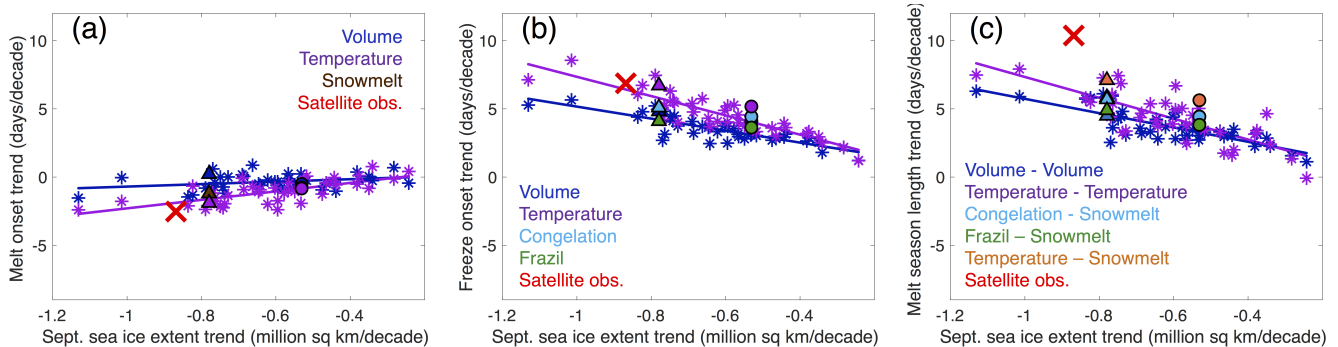 (a)
Volume
Temperature
Snowmelt
Satellite obs.
Melt onset trend (days/decade)
10
5
0
-5
-1.2
-1
-0.8
-0.6
-0.4
Sept. sea ice extent trend (million sq km/decade)
(b)
Volume
Temperature
Congelation
Frazil
Satellite obs.
Freeze onset trend (days/decade)
10
5
0
-5
-1.2
-1
-0.8
-0.6
-0.4
Sept. sea ice extent trend (million sq km/decade)
(c)
Volume - Volume
Temperature - Temperature
Congelation - Snowmelt
Frazil – Snowmelt
Temperature – Snowmelt
Satellite obs.
Melt season length trend (days/decade)
10
5
0
-5
-1.2
-1
-0.8
-0.6
-0.4
Sept. sea ice extent trend (million sq km/decade)